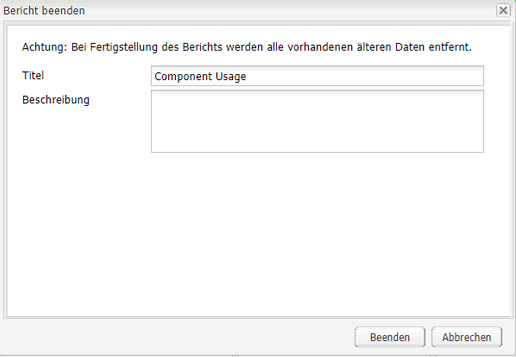 Bericht beenden
Achtung: Bei Fertigstellung des Berichts werden alle vorhandenen älteren Daten entfernt.
Titel Component Usage
Beschreibung
Beenden Abbrechen